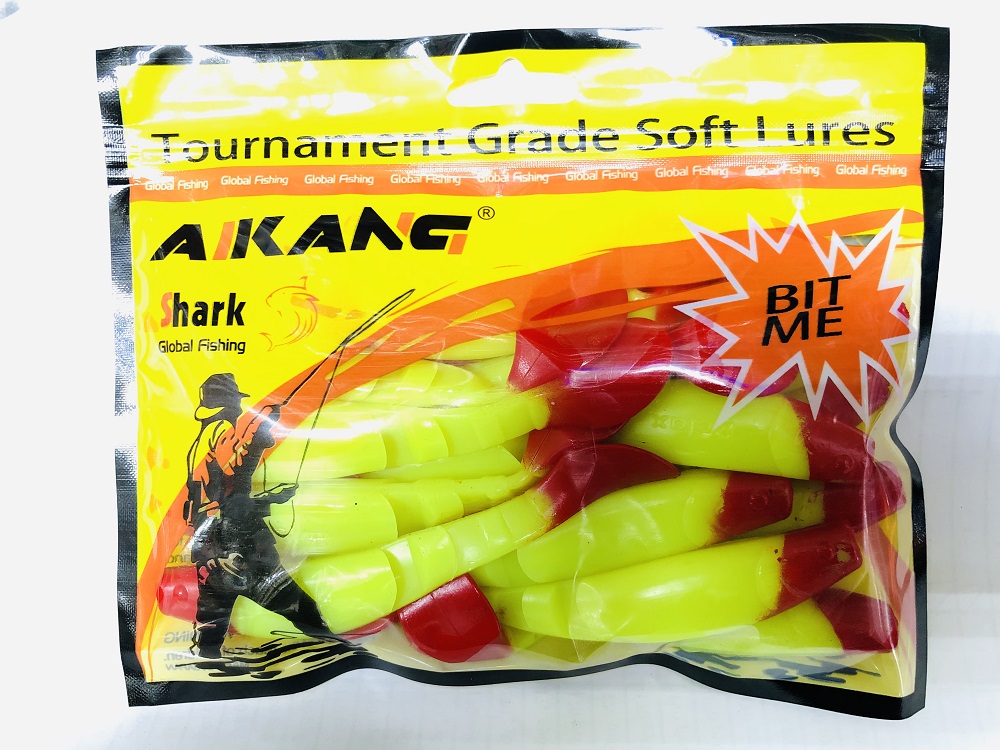 Tournament Grade Soft Lures
Global Fishing Global Fishing Global Fishing Global Fishing Global Fishing Global Fishing Global Fishing Global Fishing Global Fishing
AIKANG®
Shark
Global Fishing
BIT
ME